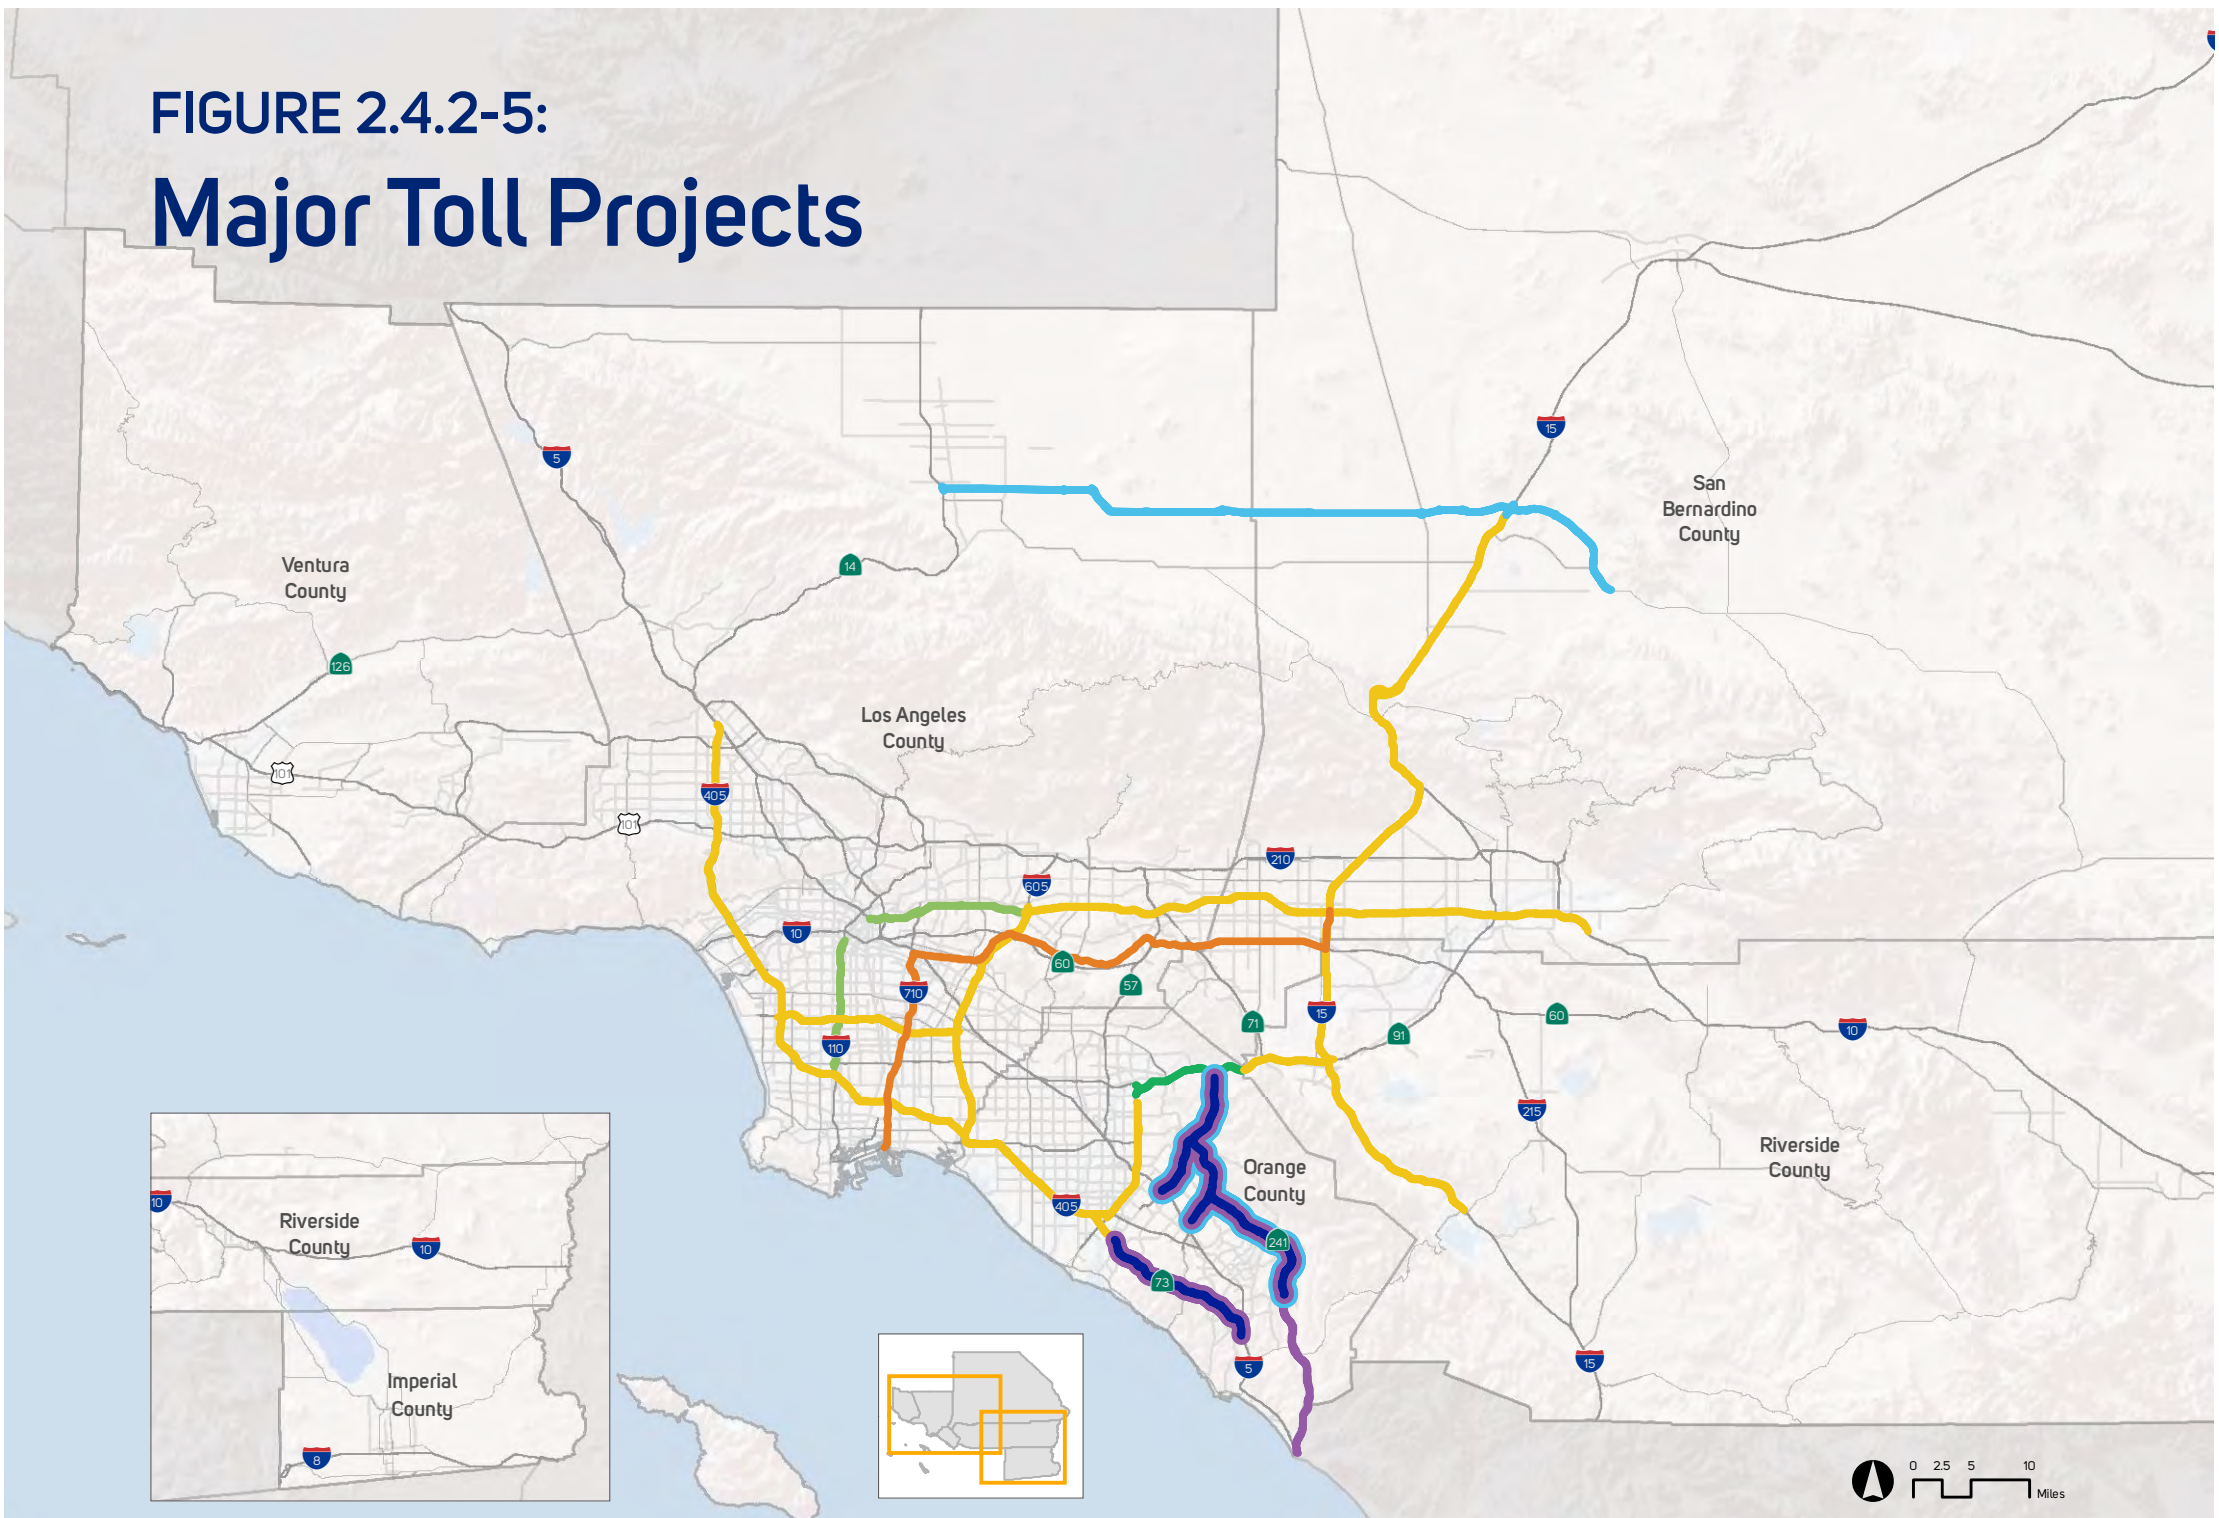 FIGURE 2.4.2-5:
Major Toll Projects
15
5
San
Bernardino
County
Ventura
County
14
126
Los Angeles
County
101
405
101
210
605
10
60
57
710
71
15
91
60
10
110
215
Orange
County
Riverside
County
405
241
73
5
15
10
Riverside
County
10
Imperial
County
8
0 2.5 5 10
Miles